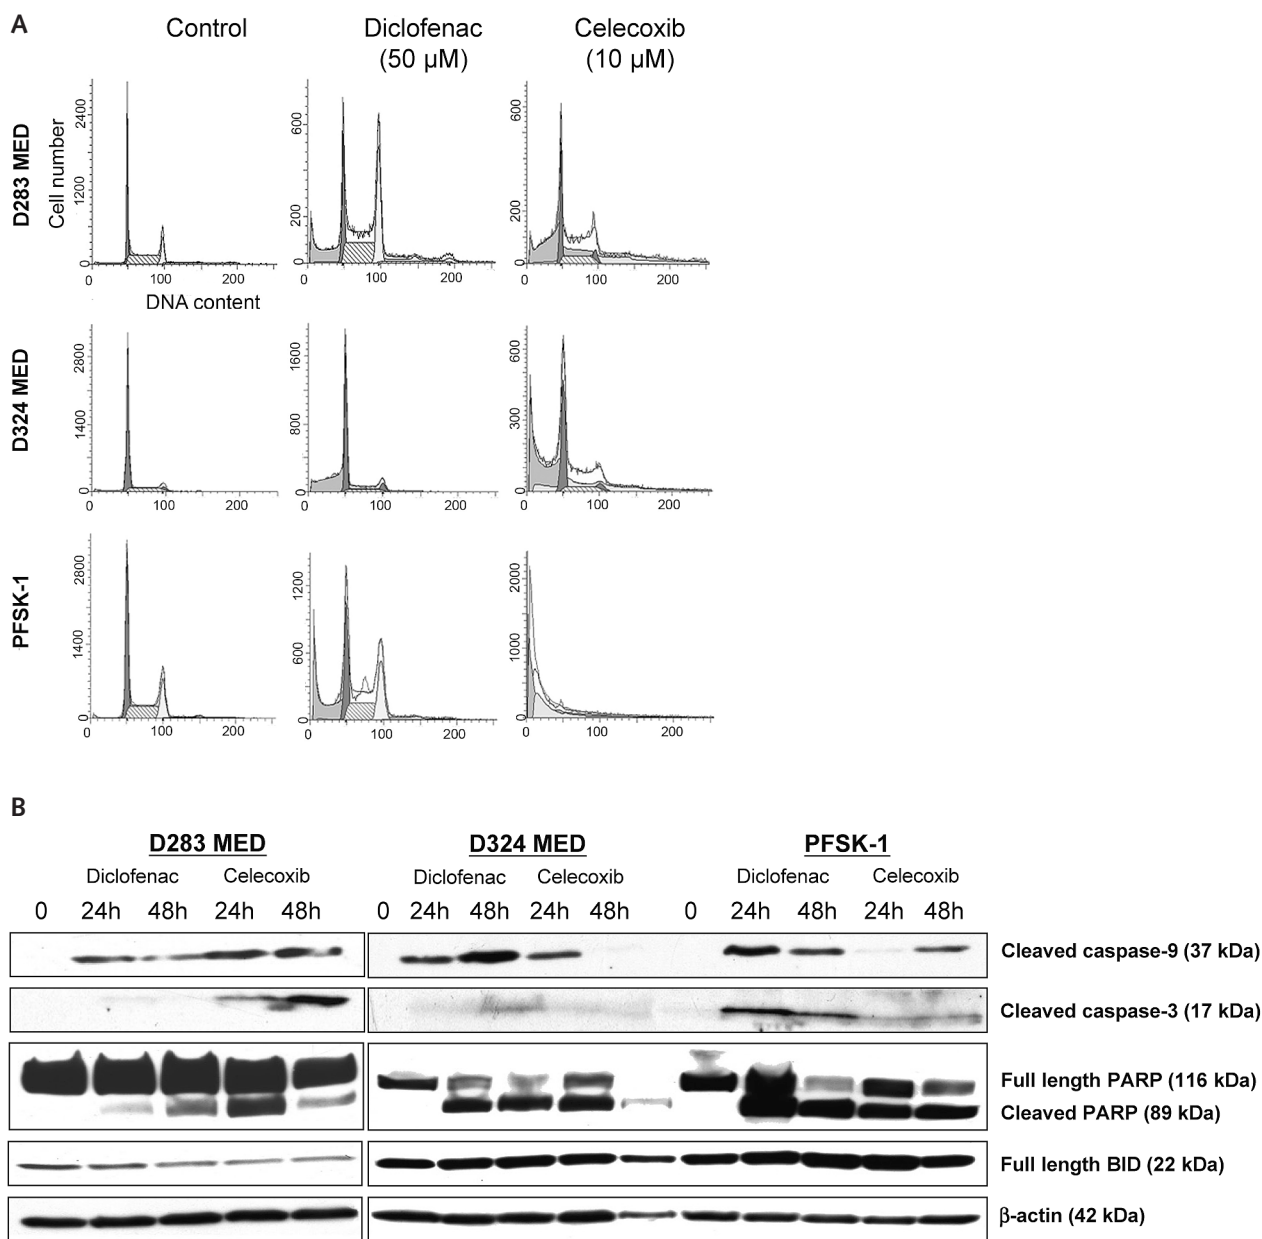 A
Control
Diclofenac
(50 µM)
Celecoxib
(10 µM)
D283 MED
Cell number
2400
1200
0
0 100 200
DNA content
600
200
0
0 100 200
600
200
0
0 100 200
D324 MED
2800
1400
0
0 100 200
1600
800
0
0 100 200
600
300
0
0 100 200
PFSK-1
2800
1400
0
0 100 200
1200
600
0
0 100 200
2000
1000
0
0 100 200
B
D283 MED D324 MED PFSK-1
Diclofenac Celecoxib Diclofenac Celecoxib Diclofenac Celecoxib
0 24h 48h 24h 48h 0 24h 48h 24h 48h 0 24h 48h 24h 48h
Cleaved caspase-9 (37 kDa)
Cleaved caspase-3 (17 kDa)
Full length PARP (116 kDa)
Cleaved PARP (89 kDa)
Full length BID (22 kDa)
β-actin (42 kDa)